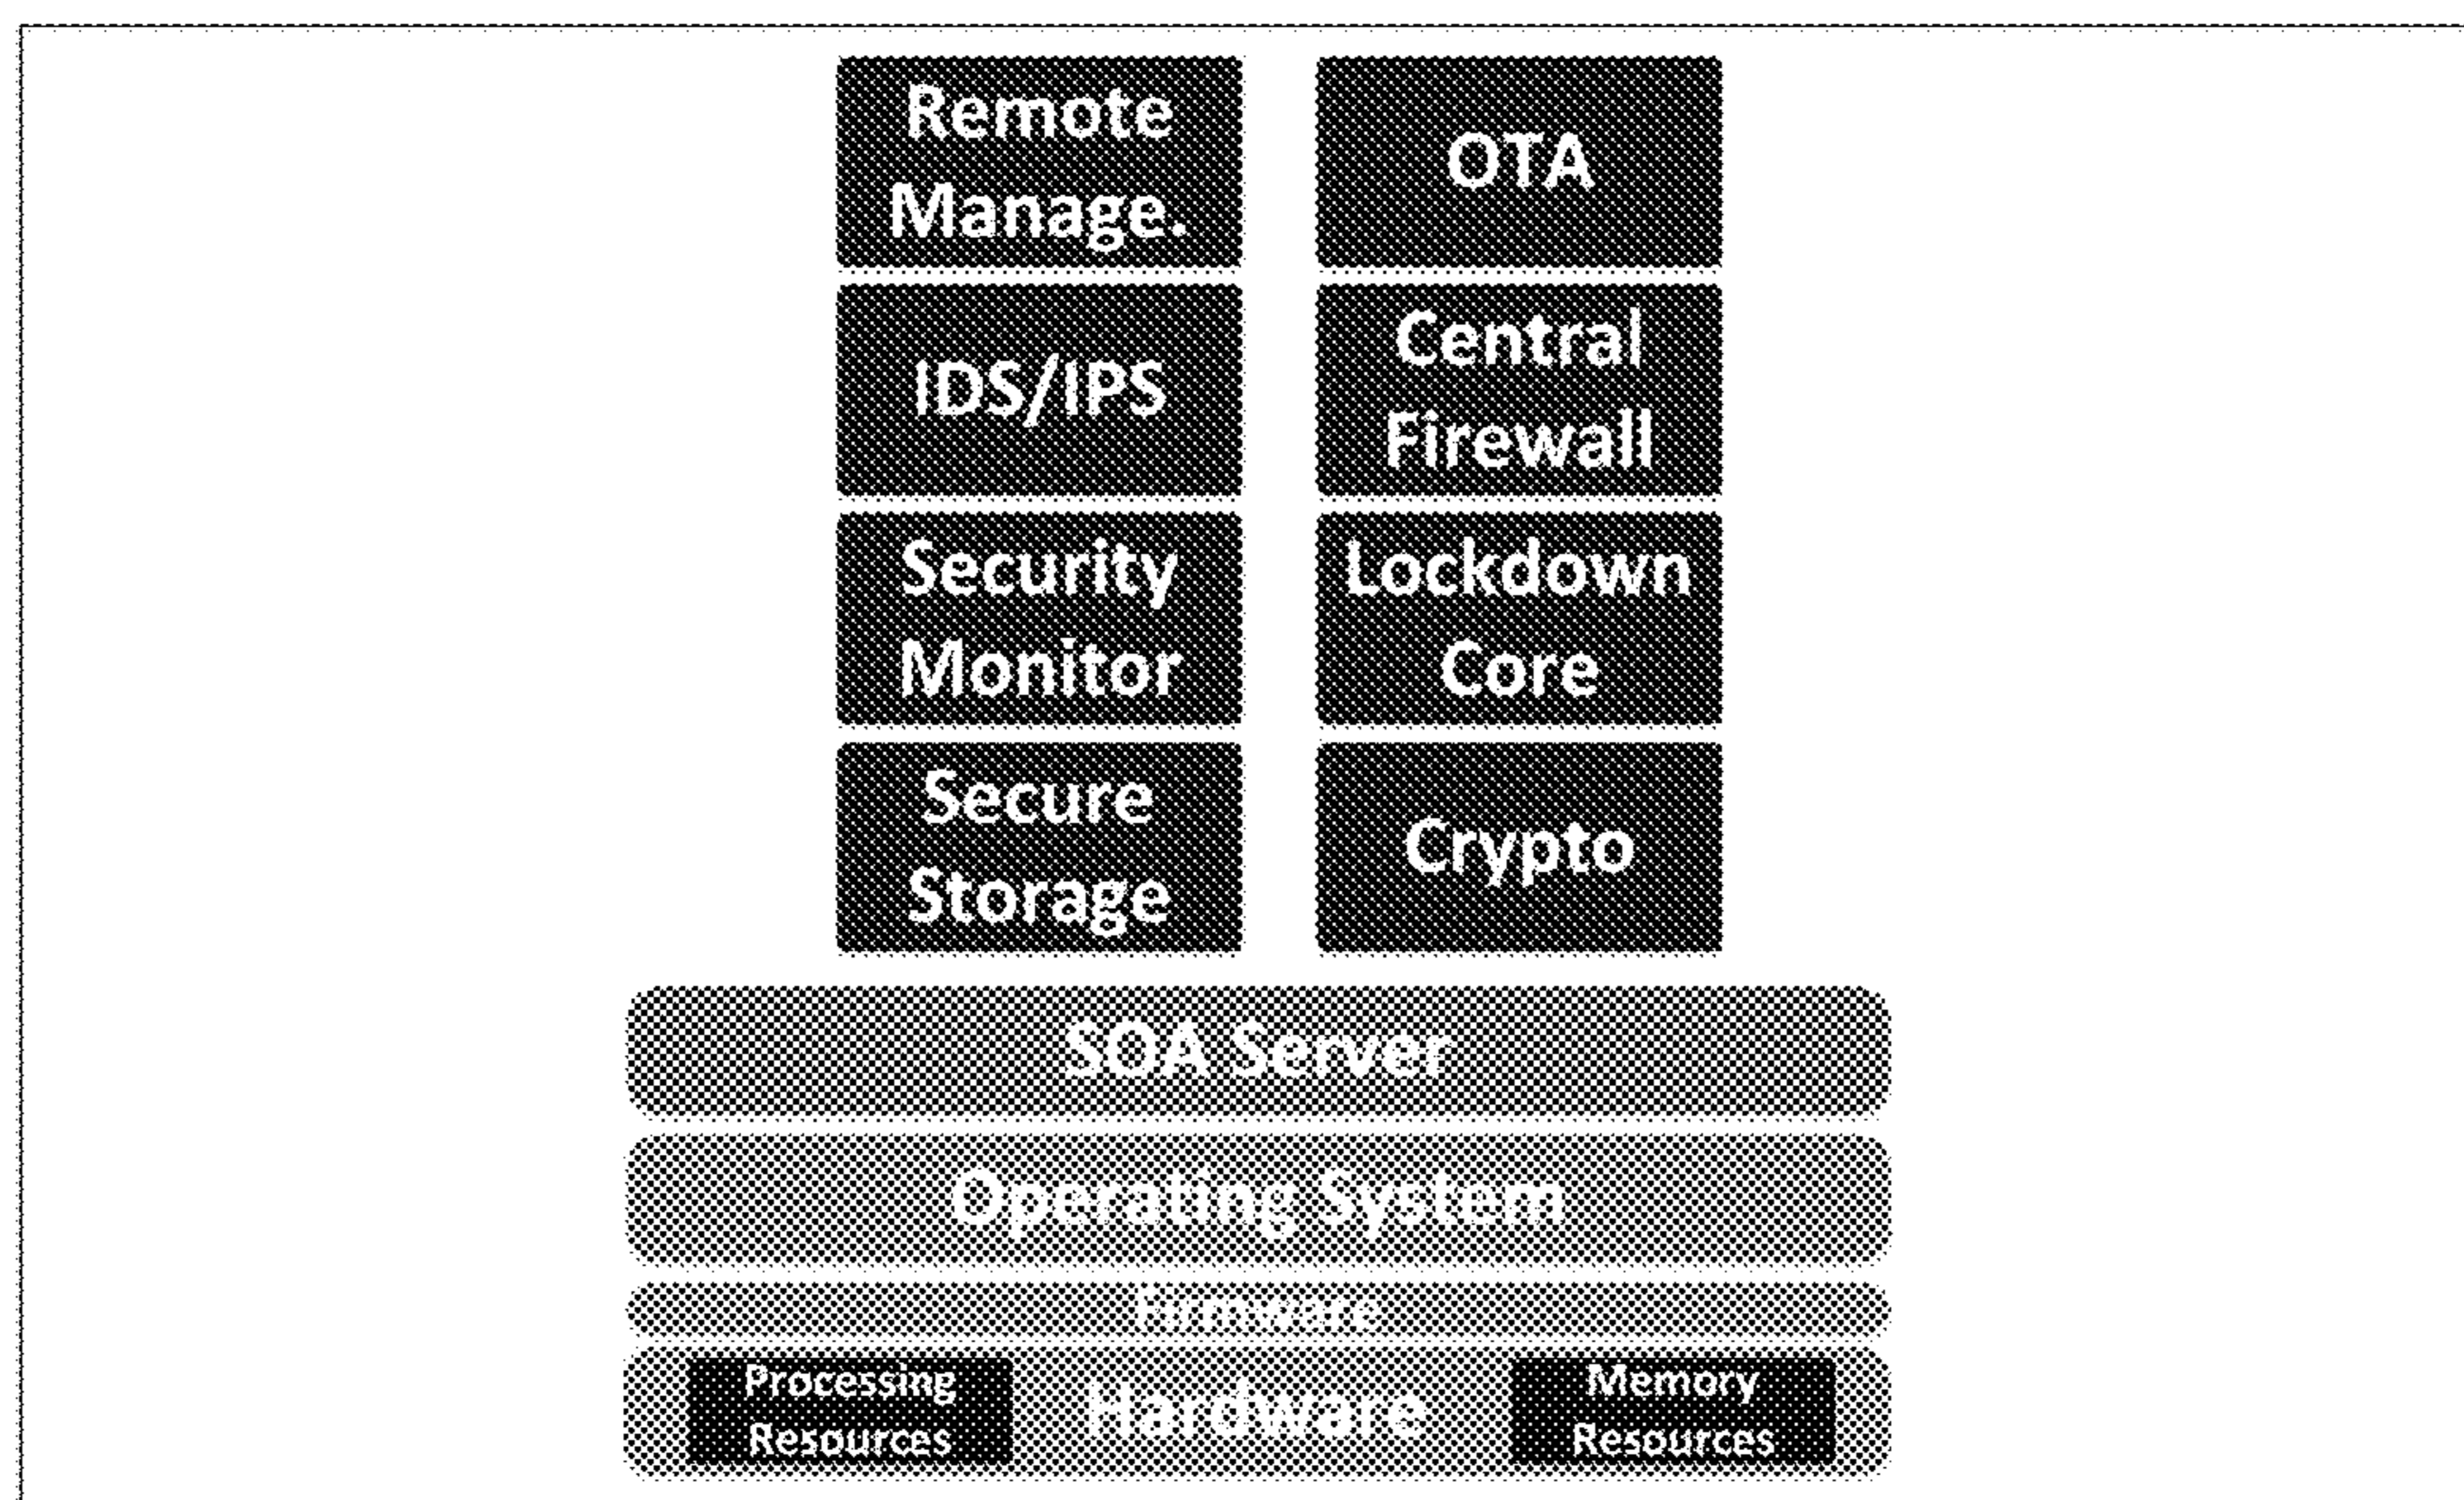 Remote
Manage.
OTA
IDS/IPS
Central
Firewall
Security
Monitor
Lockdown
Core
Secure
Storage
Crypto
SOA Server
Operating System
Firmware
Processing
Resources
Hardware
Memory
Resources